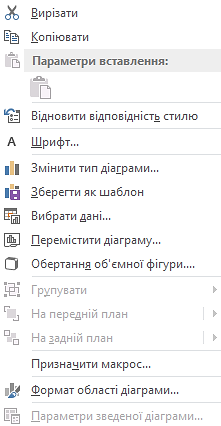 Вирізати
Копіювати
Параметри вставлення:
Відновити відповідність стилю
Шрифт...
Змінити тип діаграми...
Зберегти як шаблон
Вибрати дані...
Перемістити діаграму...
Обертання об'ємної фігури....
Групувати
На передній план
На задній план
Призначити макрос...
Формат області діаграми...
Параметри зведеної діаграми...